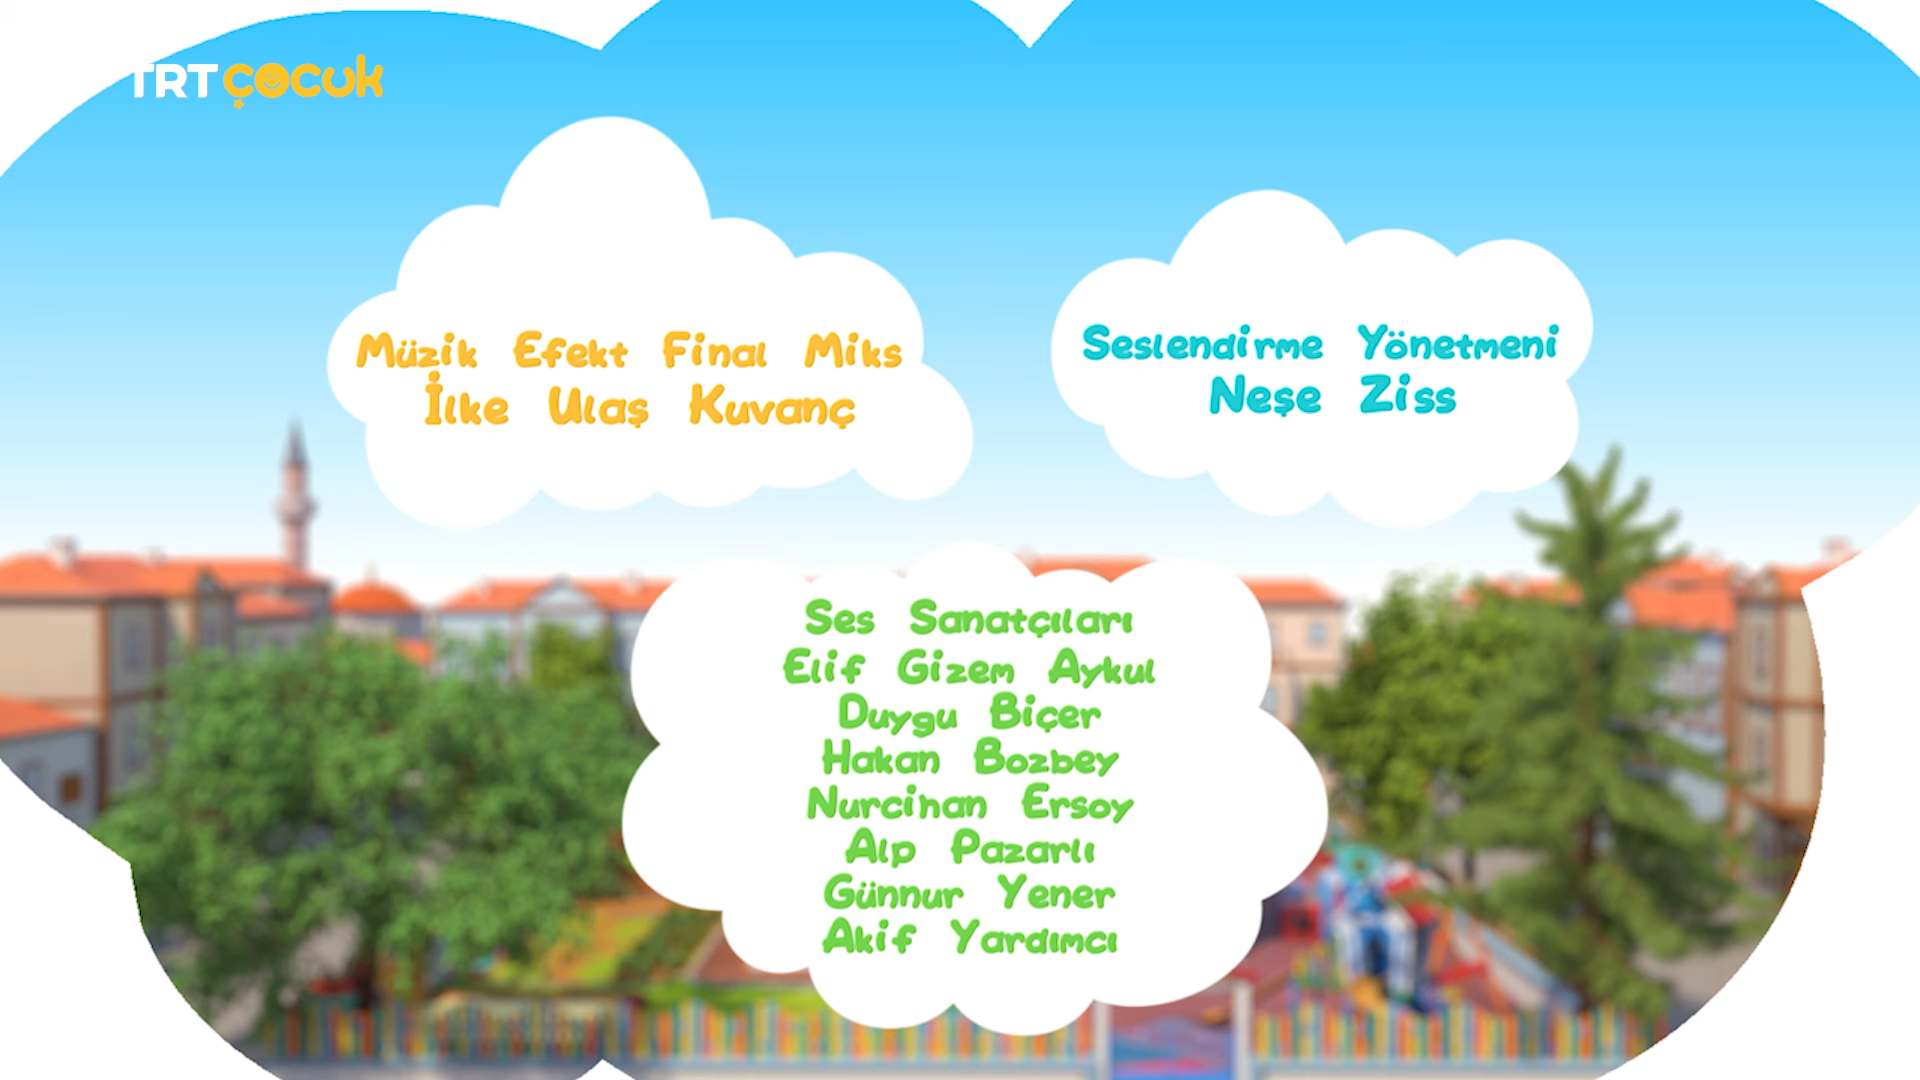 TRT çocuk
Müzik Efekt Final Miks
İlke Ulaş Kuvanç
Seslendirme Yönetmeni
Neşe Ziss
Ses Sanatçıları
Elif Gizem Aykul
Duygu Biçer
Hakan Bozbey
Nurcihan Ersoy
Alp Pazarlı
Günnur Yener
Akif Yardımcı